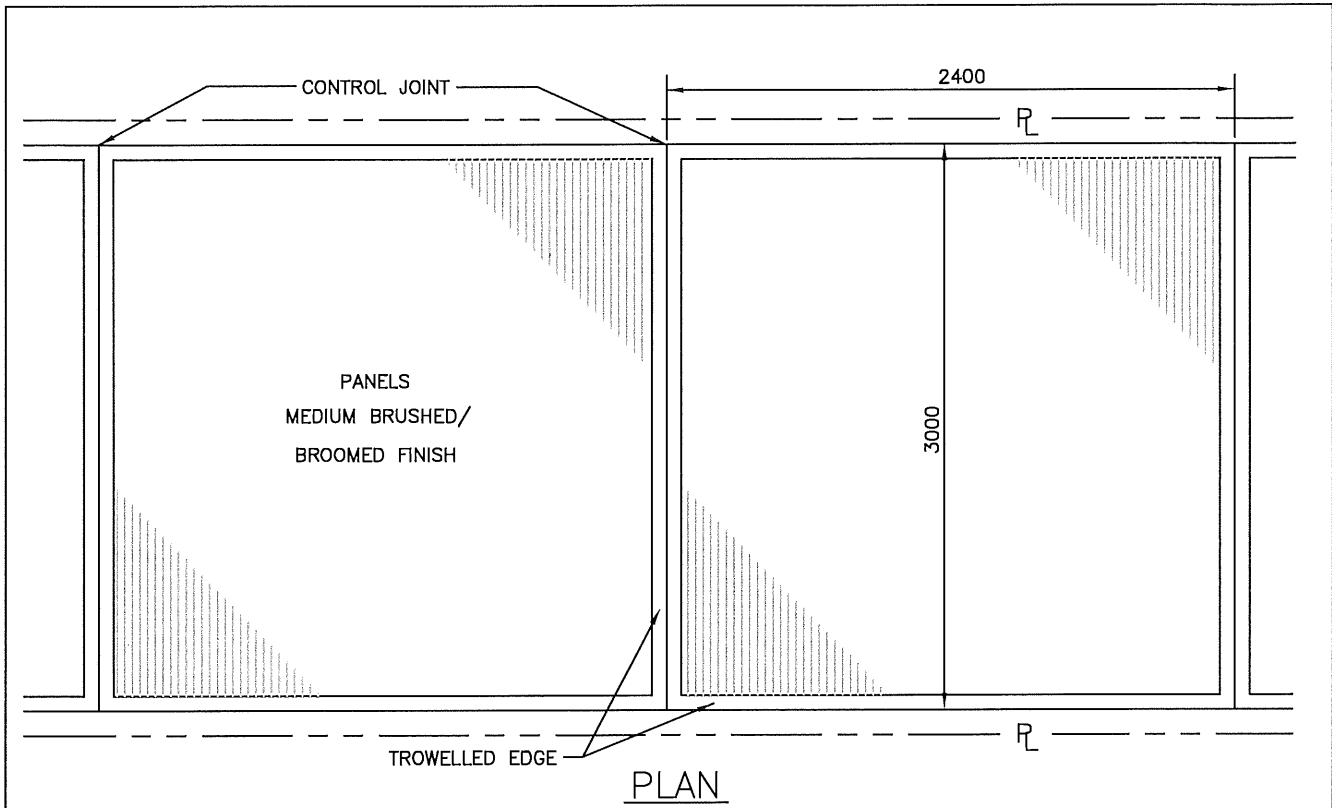 CONTROL JOINT
2400
PL
PANELS
MEDIUM BRUSHED/
BROOMED FINISH
3000
PL
TROWELLED EDGE
PLAN